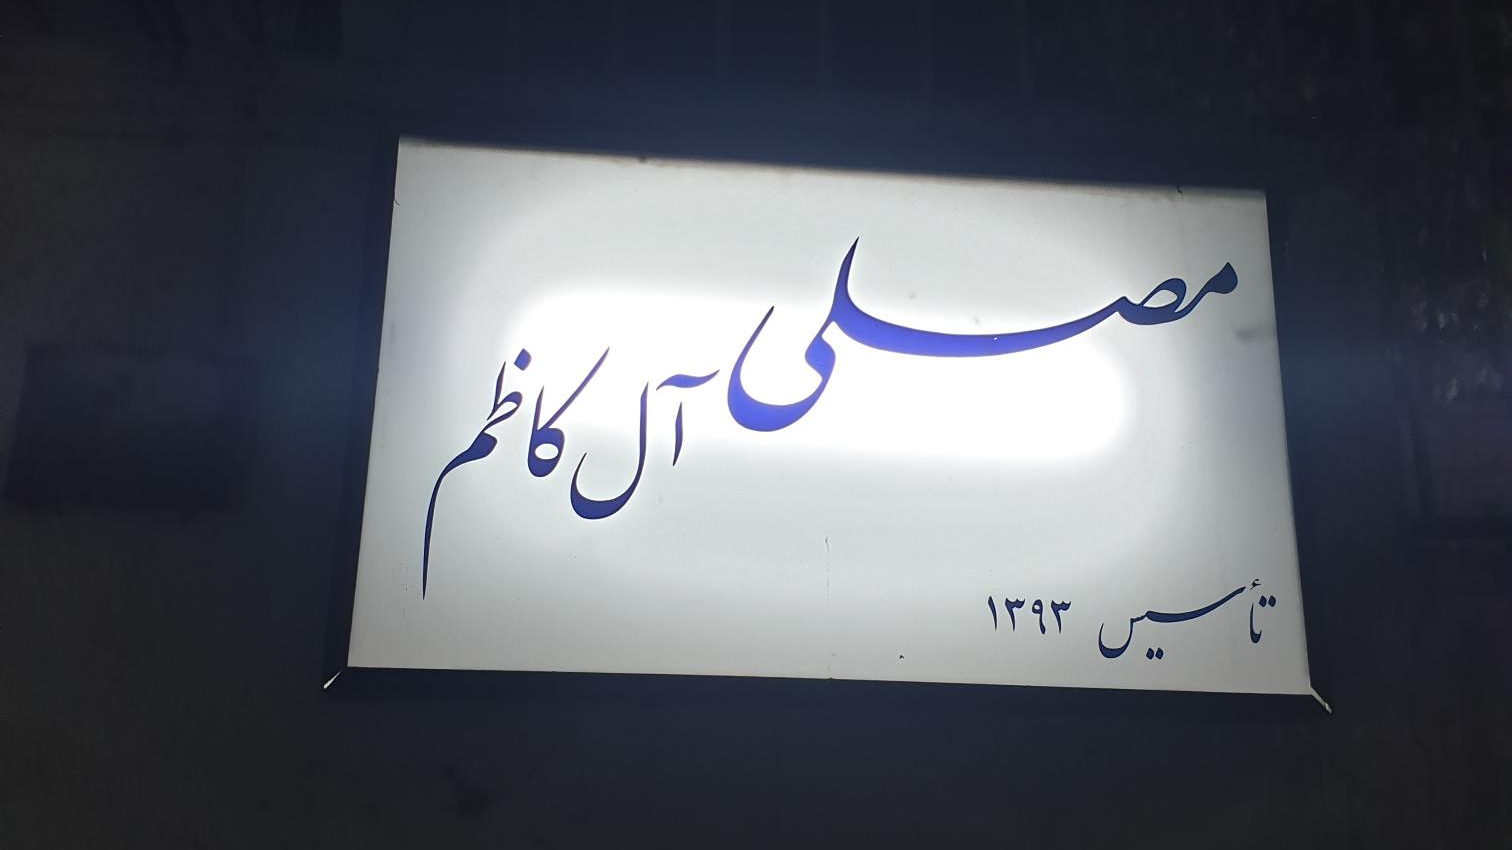 مصلی آل کاظم
تأسیس ۱۳۹۳